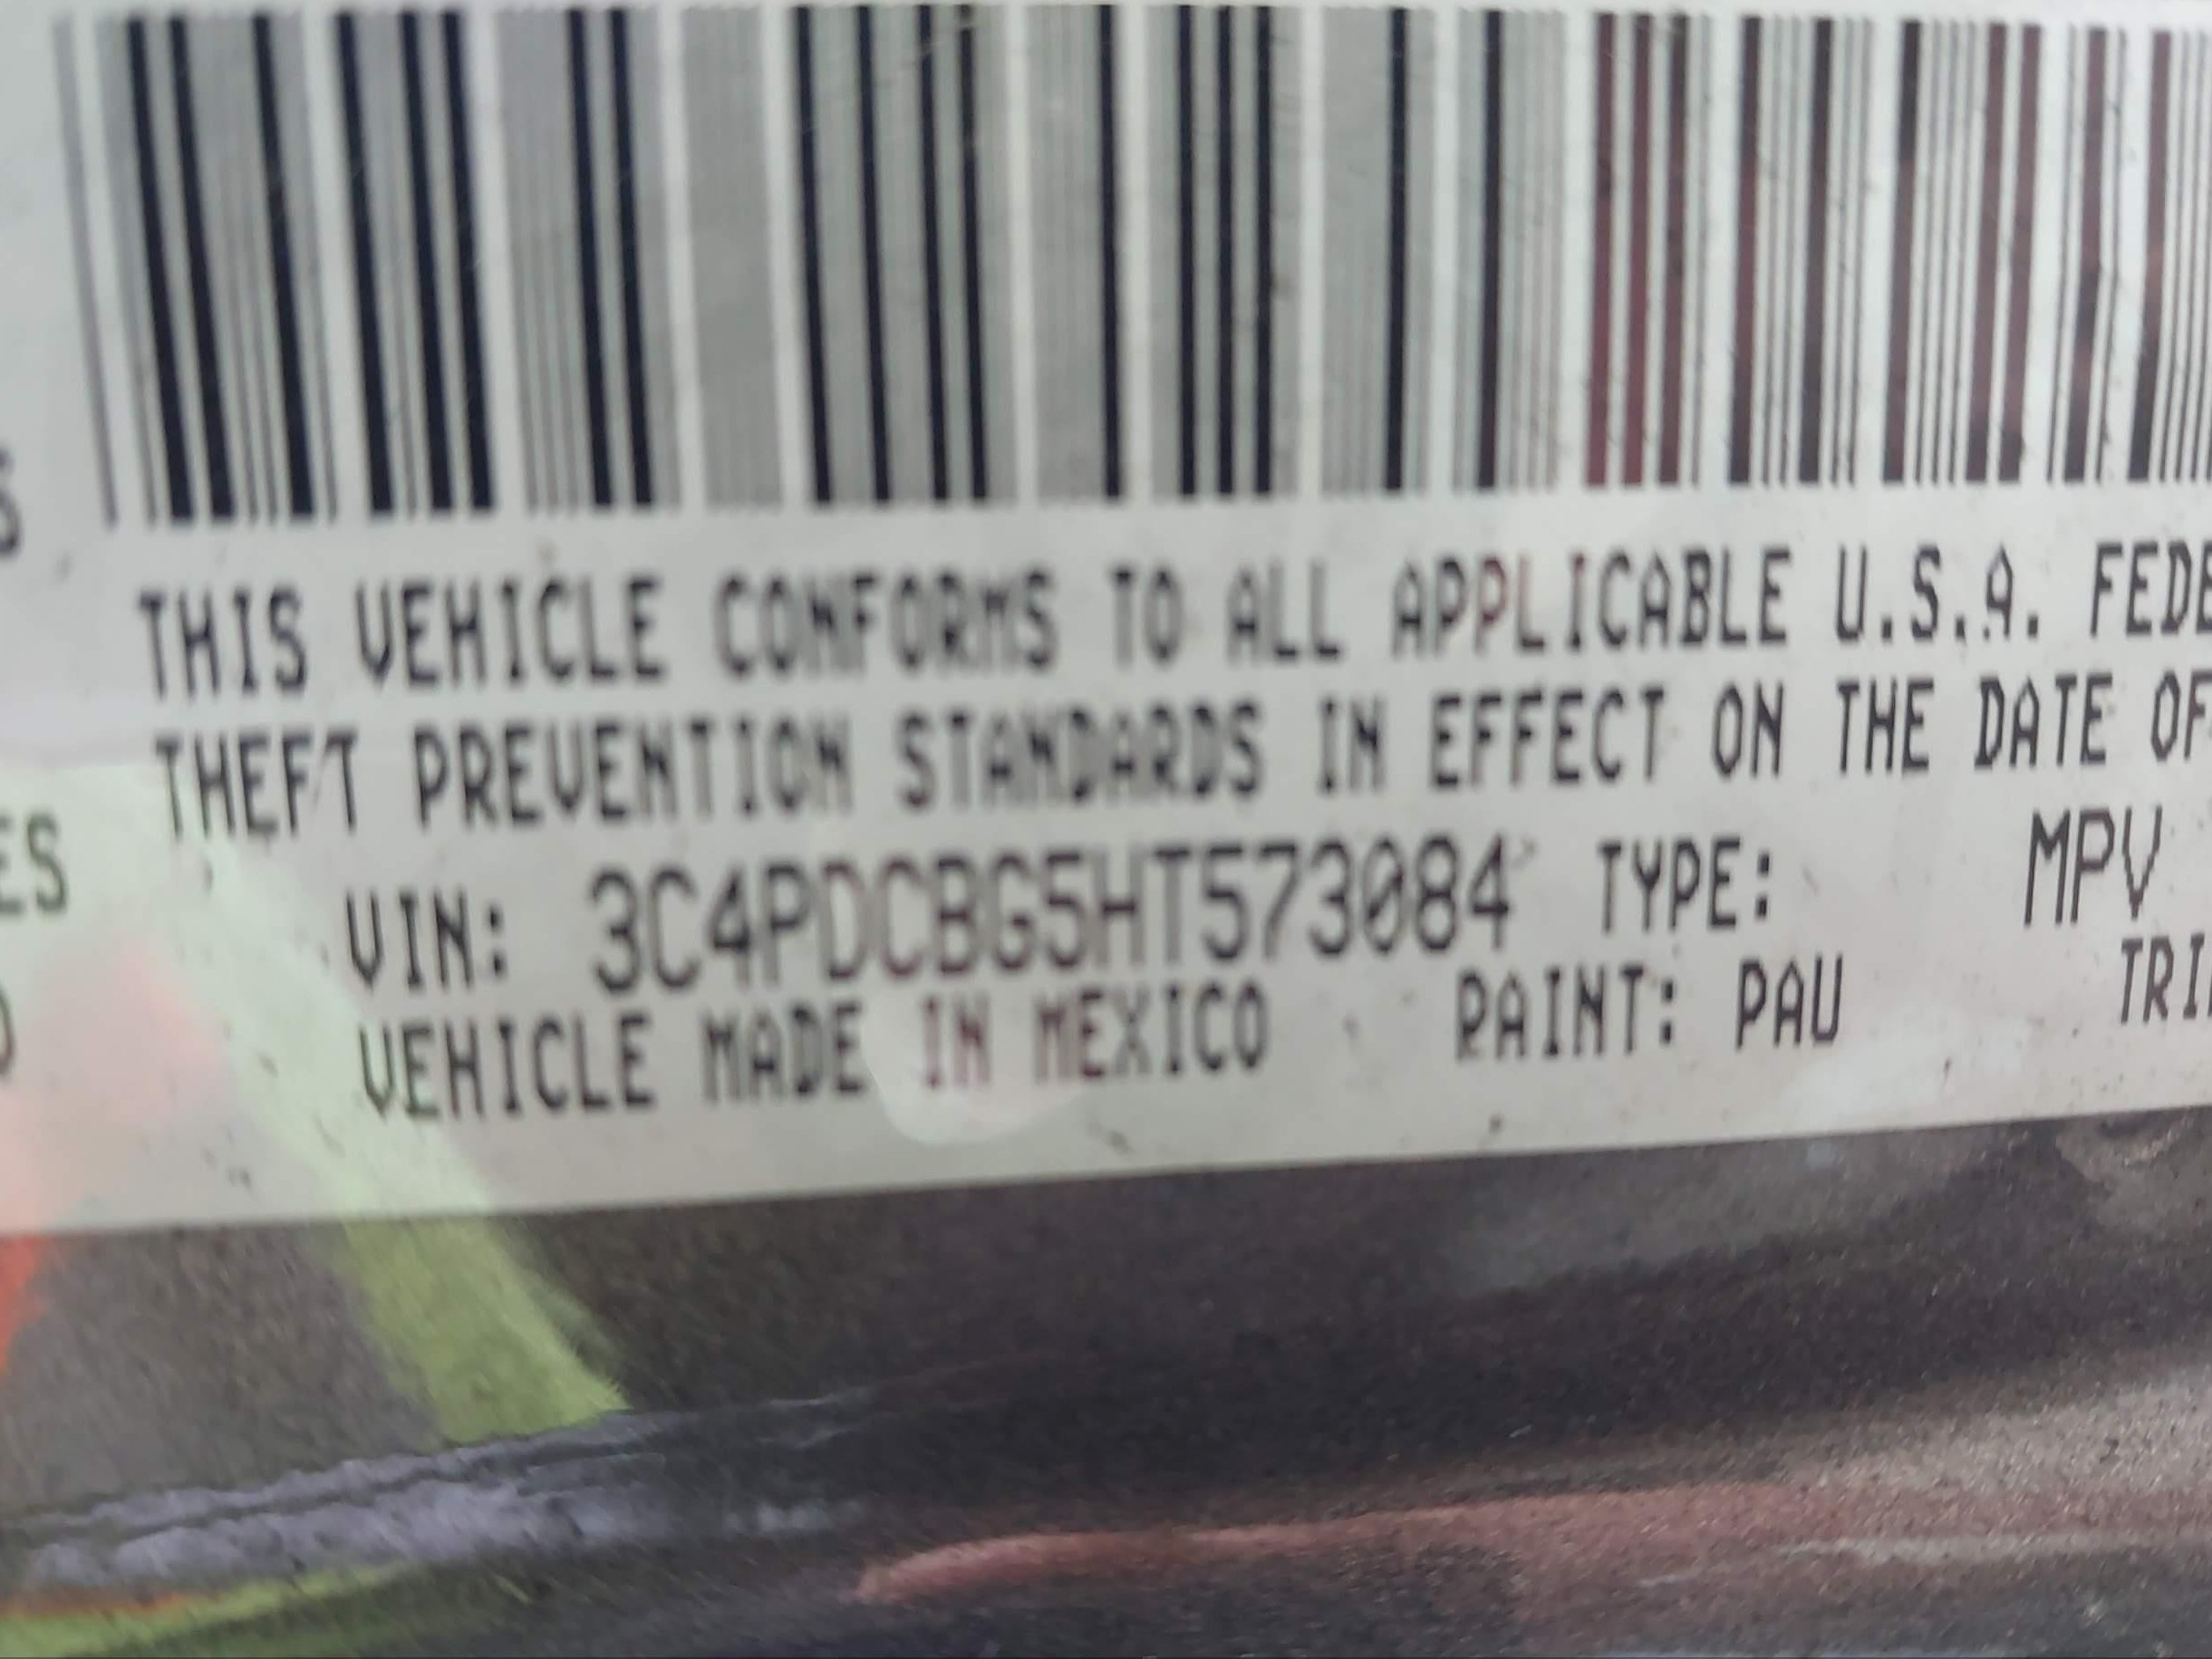 THIS VEHICLE CONFORMS TO ALL APPLICABLE U.S.A.
THEFT PREVENTION STANDARDS IN EFFECT ON THE DATE OF
ES
VIN: 3C4PDCBG5HT573084 TYPE: MPV
VEHICLE MADE IN MEXICO PAINT: PAU